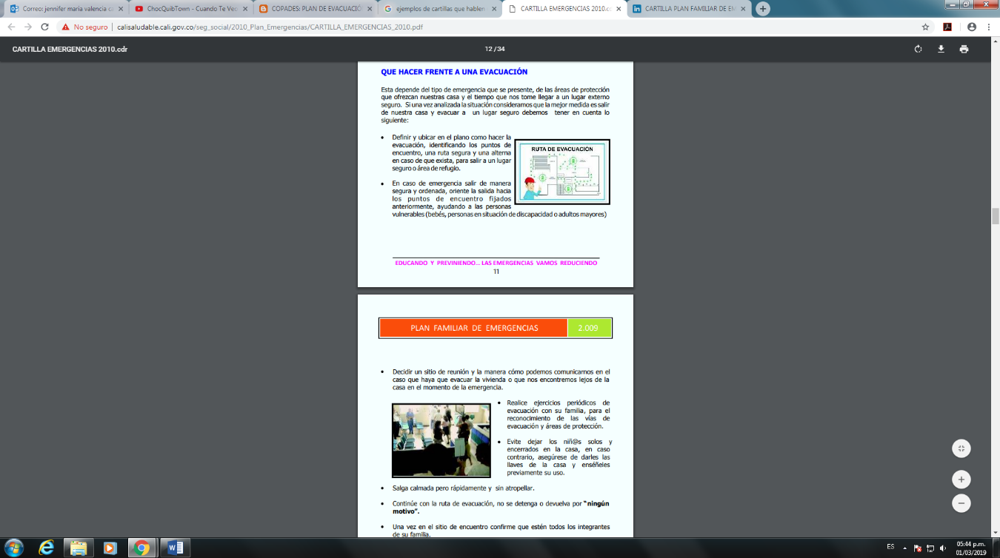 Correo: jennifer maria valencia c
ChocQuibTown - Cuando Te Veo
COPADES: PLAN DE EVACUACIÓ
ejemplos de cartillas que hablen
CARTILLA EMERGENCIAS 2010.c
CARTILLA PLAN FAMILIAR DE EM
No seguro | calisaludable.cali.gov.co/seg_social/2010_Plan_Emergencias/CARTILLA_EMERGENCIAS_2010.pdf
CARTILLA EMERGENCIAS 2010.cdr
12 / 34
QUE HACER FRENTE A UNA EVACUACIÓN
Esta depende del tipo de emergencia que se presente, de las áreas de protección
que ofrezcan nuestras casa y el tiempo que nos tome llegar a un lugar externo
seguro. Si una vez analizada la situación consideramos que la mejor medida es salir
de nuestra casa y evacuar a un lugar seguro debemos tener en cuenta lo
siguiente:
• Definir y ubicar en el plano como hacer la
evacuación, identificando los puntos de
encuentro, una ruta segura y una alterna
en caso de que exista, para salir a un lugar
seguro o área de refugio.
RUTA DE EVACUACIÓN
• En caso de emergencia salir de manera
segura y ordenada, oriente la salida hacia
los puntos de encuentro fijados
anteriormente, ayudando a las personas
vulnerables (bebés, personas en situación de discapacidad o adultos mayores)
EDUCANDO Y PREVINIENDO... LAS EMERGENCIAS VAMOS REDUCIENDO
11
PLAN FAMILIAR DE EMERGENCIAS
2.009
• Decidir un sitio de reunión y la manera cómo podemos comunicarnos en el
caso que haya que evacuar la vivienda o que nos encontremos lejos de la
casa en el momento de la emergencia.
• Realice ejercicios periódicos de
evacuación con su familia, para el
reconocimiento de las vías de
evacuación y áreas de protección.
• Evite dejar los niñ@s solos y
encerrados en la casa, en caso
contrario, asegúrese de darles las
llaves de la casa y enséñeles
previamente su uso.
• Salga calmada pero rápidamente y sin atropellar.
• Continúe con la ruta de evacuación, no se detenga o devuelva por "ningún
motivo".
• Una vez en el sitio de encuentro confirme que estén todos los integrantes
de su familia.
ES
05:44 p.m.
01/03/2019